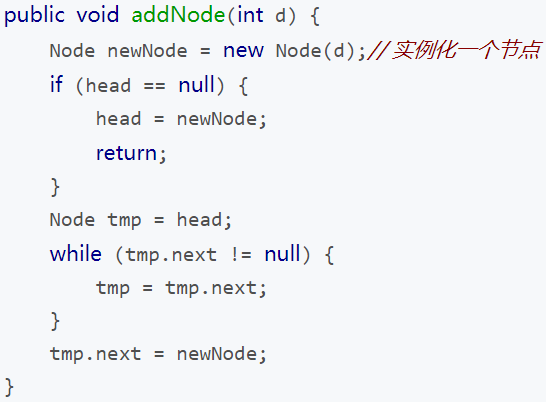 public void addNode(int d) {
    Node newNode = new Node(d);// 实例化一个节点
    if (head == null) {
        head = newNode;
        return;
    }
    Node tmp = head;
    while (tmp.next != null) {
        tmp = tmp.next;
    }
    tmp.next = newNode;
}